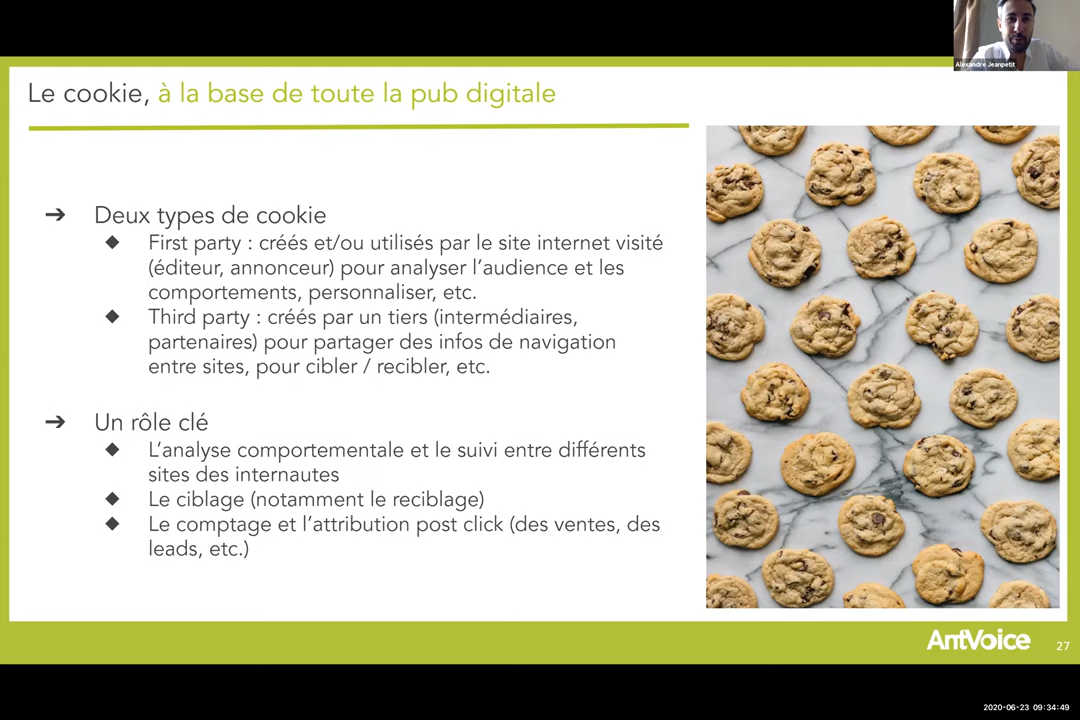 Alexandre Jeanpetit
Le cookie, à la base de toute la pub digitale
➔ Deux types de cookie
◆ First party : créés et/ou utilisés par le site internet visité
(éditeur, annonceur) pour analyser l’audience et les
comportements, personnaliser, etc.
◆ Third party : créés par un tiers (intermédiaires,
partenaires) pour partager des infos de navigation
entre sites, pour cibler / recibler, etc.
➔ Un rôle clé
◆ L’analyse comportementale et le suivi entre différents
sites des internautes
◆ Le ciblage (notamment le reciblage)
◆ Le comptage et l’attribution post click (des ventes, des
leads, etc.)
AntVoice
27
2020-06-23 09:34:49